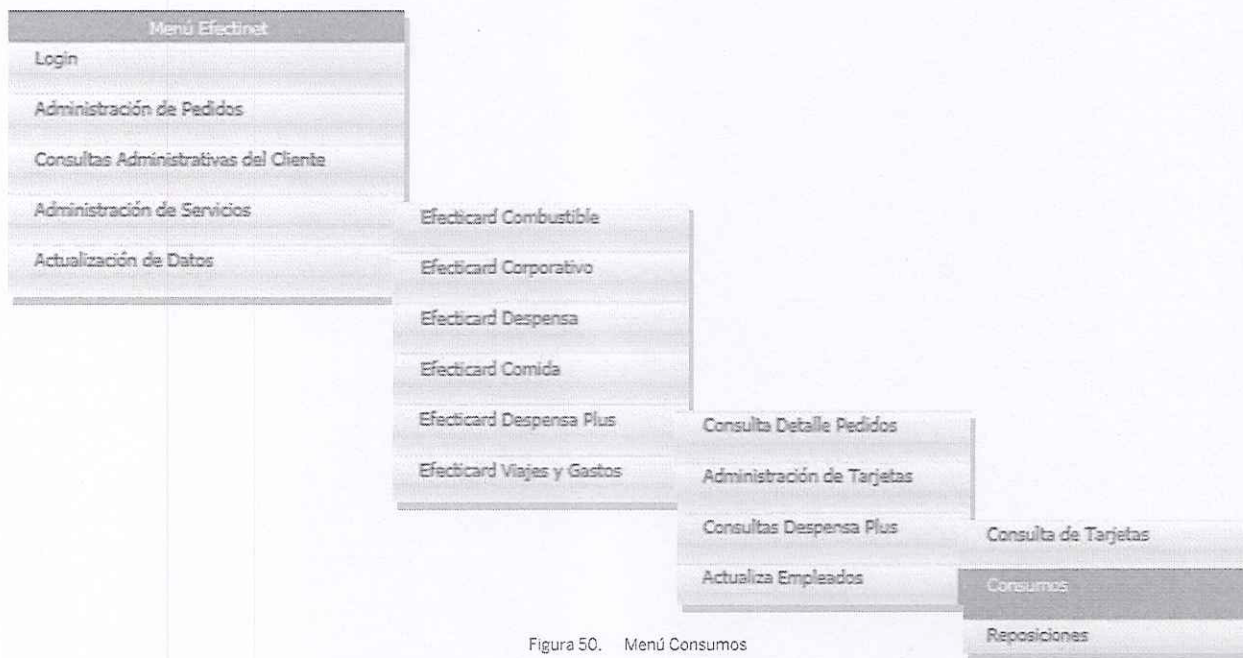 Menú Efectinet
Login
Administración de Pedidos
Consultas Administrativas del Cliente
Administración de Servicios
Actualización de Datos
Efecticard Combustible
Efecticard Corporativo
Efecticard Despensa
Efecticard Comida
Efecticard Despensa Plus
Efecticard Viajes y Gastos
Consulta Detalle Pedidos
Administración de Tarjetas
Consultas Despensa Plus
Actualiza Empleados
Consulta de Tarjetas
Consumos
Reposiciones
Figura 50. Menú Consumos